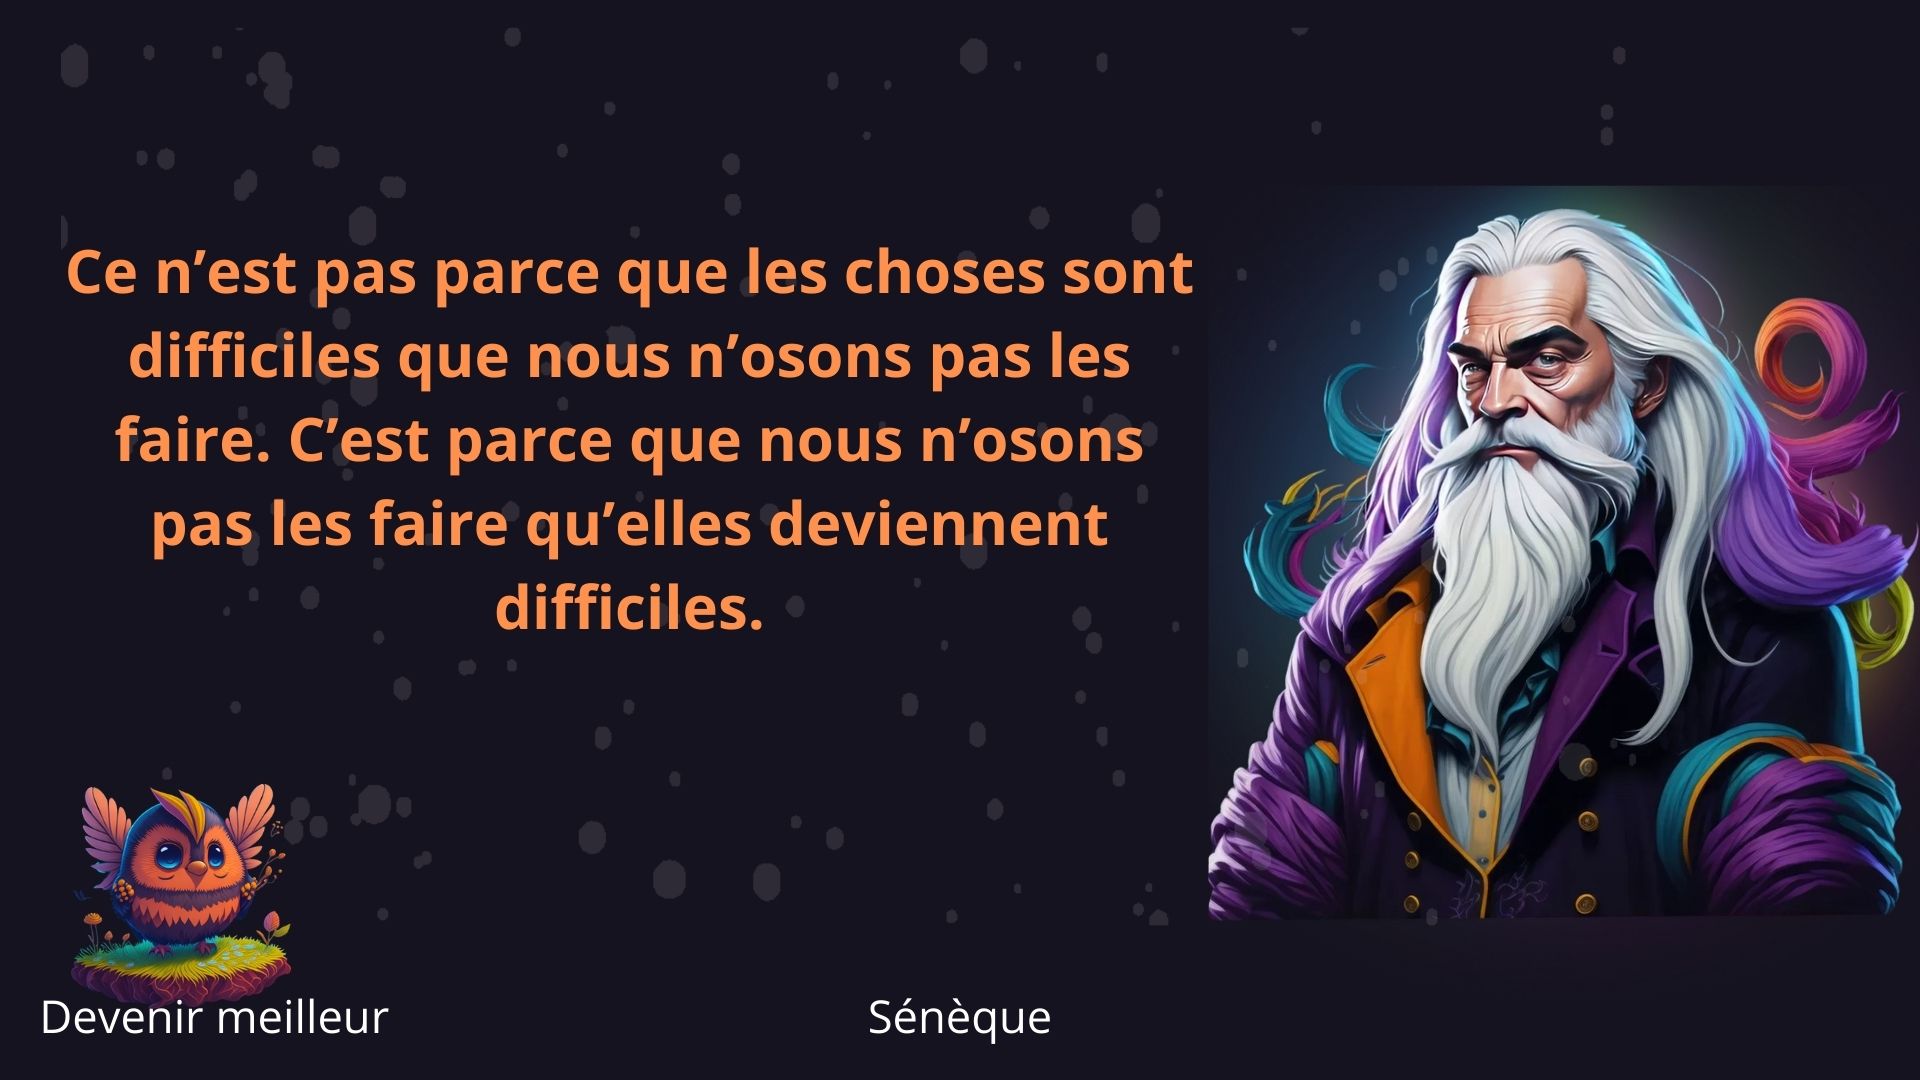 Ce n’est pas parce que les choses sont
difficiles que nous n’osons pas les
faire. C’est parce que nous n’osons
pas les faire qu’elles deviennent
difficiles.
Devenir meilleur
Sénèque